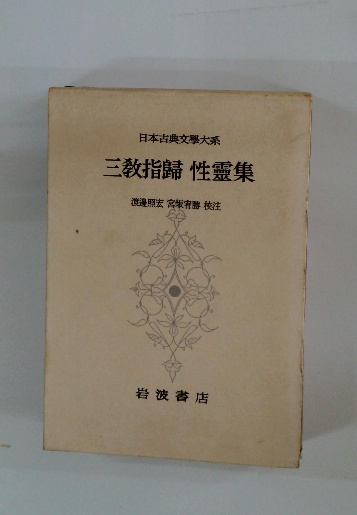 日本古典文學大系
三教指歸 性靈集
渡邊照宏 宮坂宥勝 校注
岩波書店